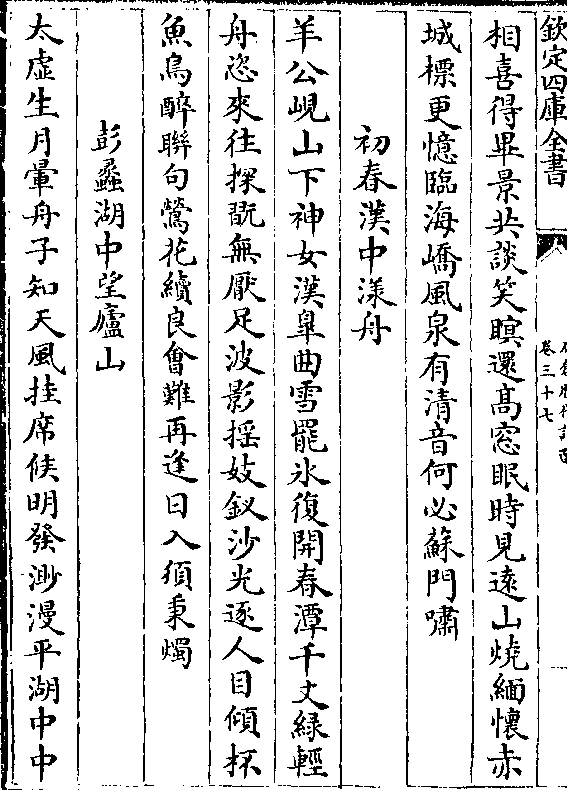 欽定四庫全書
卷三十七
相喜得畢景共談笑瞑還髙窓眠時見逺山燒緬懷赤
城標更憶臨海嶠風泉有清音何必蘇門嘯
初春漢中漾舟
羊公峴山下神女漢臯曲雪罷氷復開春潭千丈緑輕
舟恣來往探翫無厭足波影揺妓釵沙光逐人目傾杯
魚鳥醉聯句鶯花續良會難再逢日入須秉燭
彭蠡湖中望廬山
太虛生月暈舟子知天風挂席候明發渺漫平湖中中